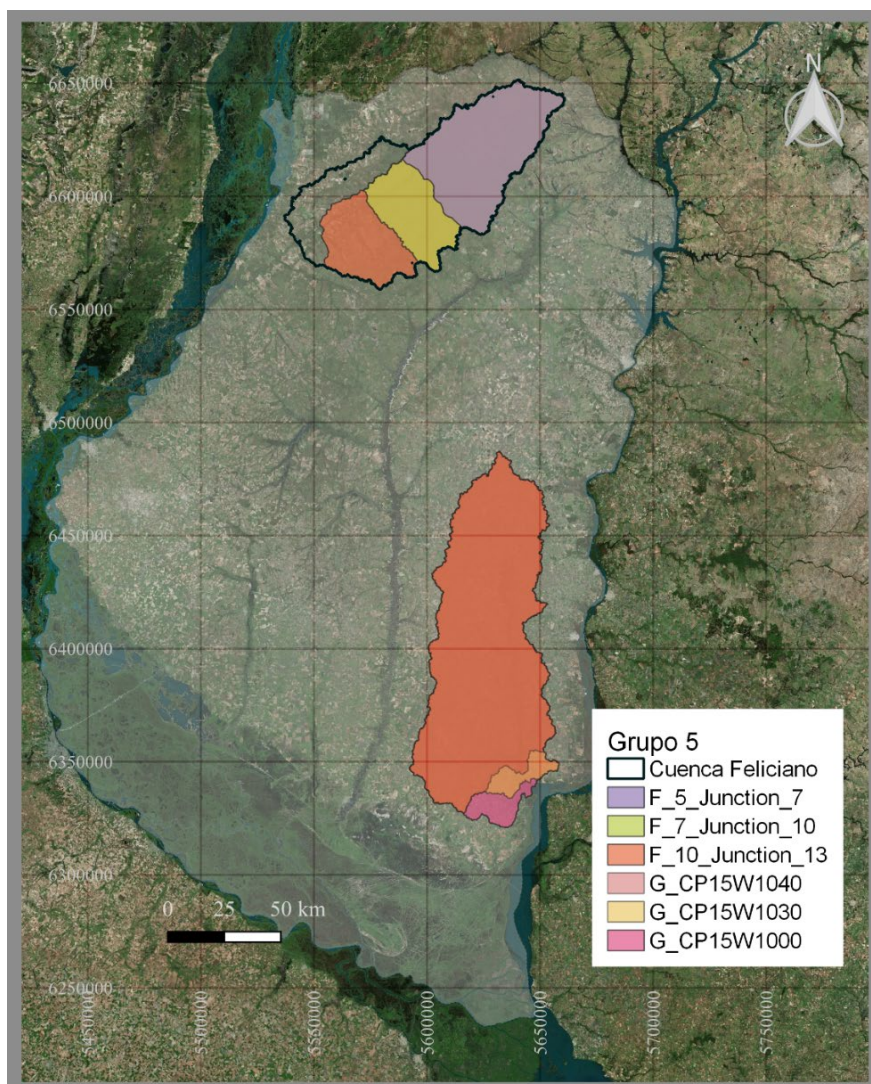 N
6650000
6600000
6550000
6500000
6450000
6400000
6350000
6300000
6250000
Grupo 5
Cuenca Feliciano
F_5_Junction_7
F_7_Junction_10
F_10_Junction_13
G_CP15W1040
G_CP15W1030
G_CP15W1000
0 25 50 km
5450000
5500000
5550000
5600000
5650000
5700000
5750000